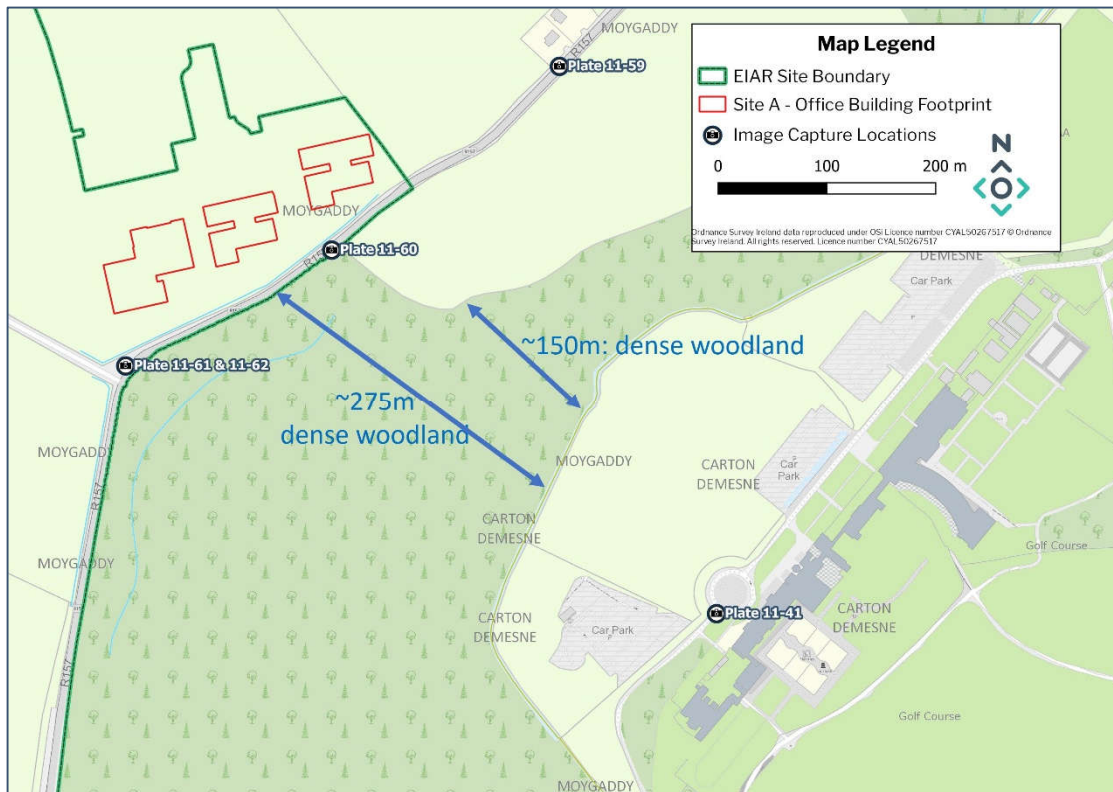 MOYGADDY
R157
Plate 11-59
Map Legend
EIAR Site Boundary
Site A - Office Building Footprint
Image Capture Locations
0 100 200 m
N
Ordnance Survey Ireland data reproduced under OSI Licence number CYAL50267517 © Ordnance
Survey Ireland. All rights reserved. Licence number CYAL50267517
MOYGADDY
Plate 11-60
DEMESNE
Car Park
~150m: dense woodland
Plate 11-61 & 11-62
~275m
dense woodland
MOYGADDY
MOYGADDY
CARTON
DEMESNE
Car
Park
R157
CARTON
DEMESNE
Golf Course
MOYGADDY
CARTON
DEMESNE
Car Park
Plate 11-41
CARTON
DEMESNE
R157
Golf Course
MOYGADDY